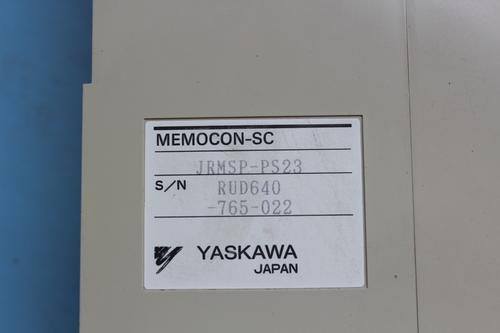 MEMOCON-SC
JRMSP-PS23
S/N RUD640
-765-022
YASKAWA
JAPAN